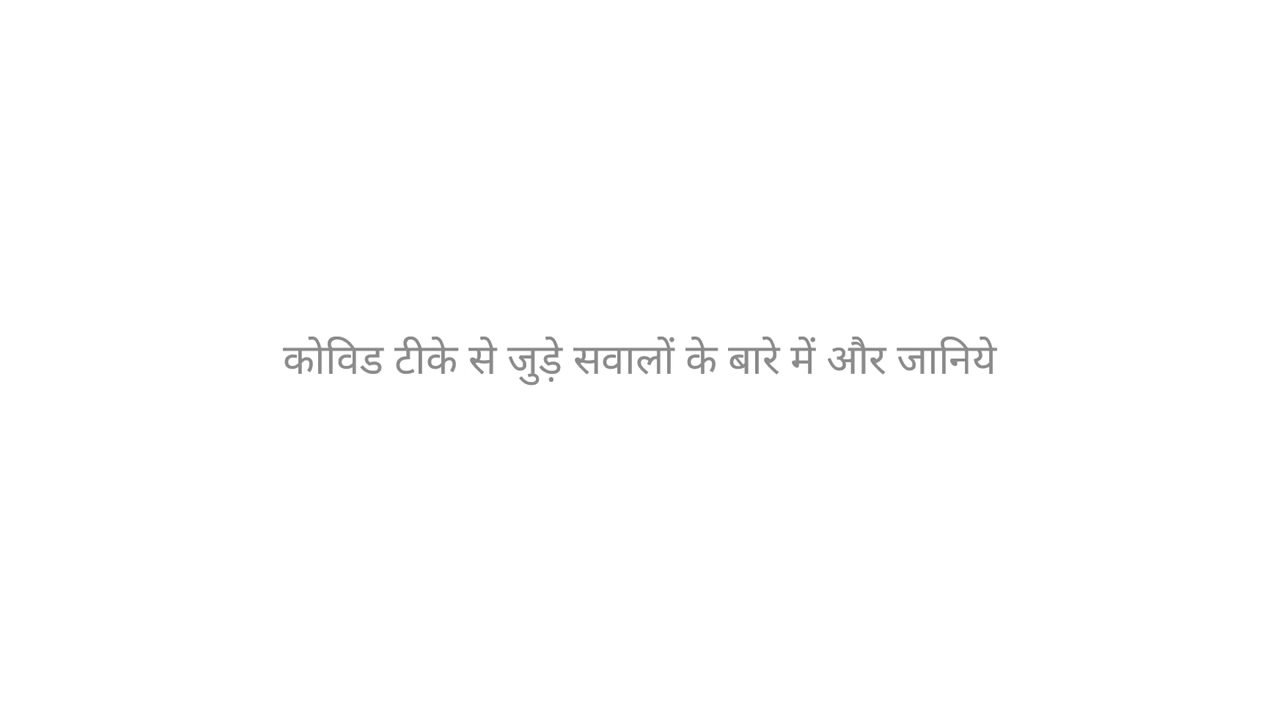 कोविड टीके से जुड़े सवालों के बारे में और जानिये